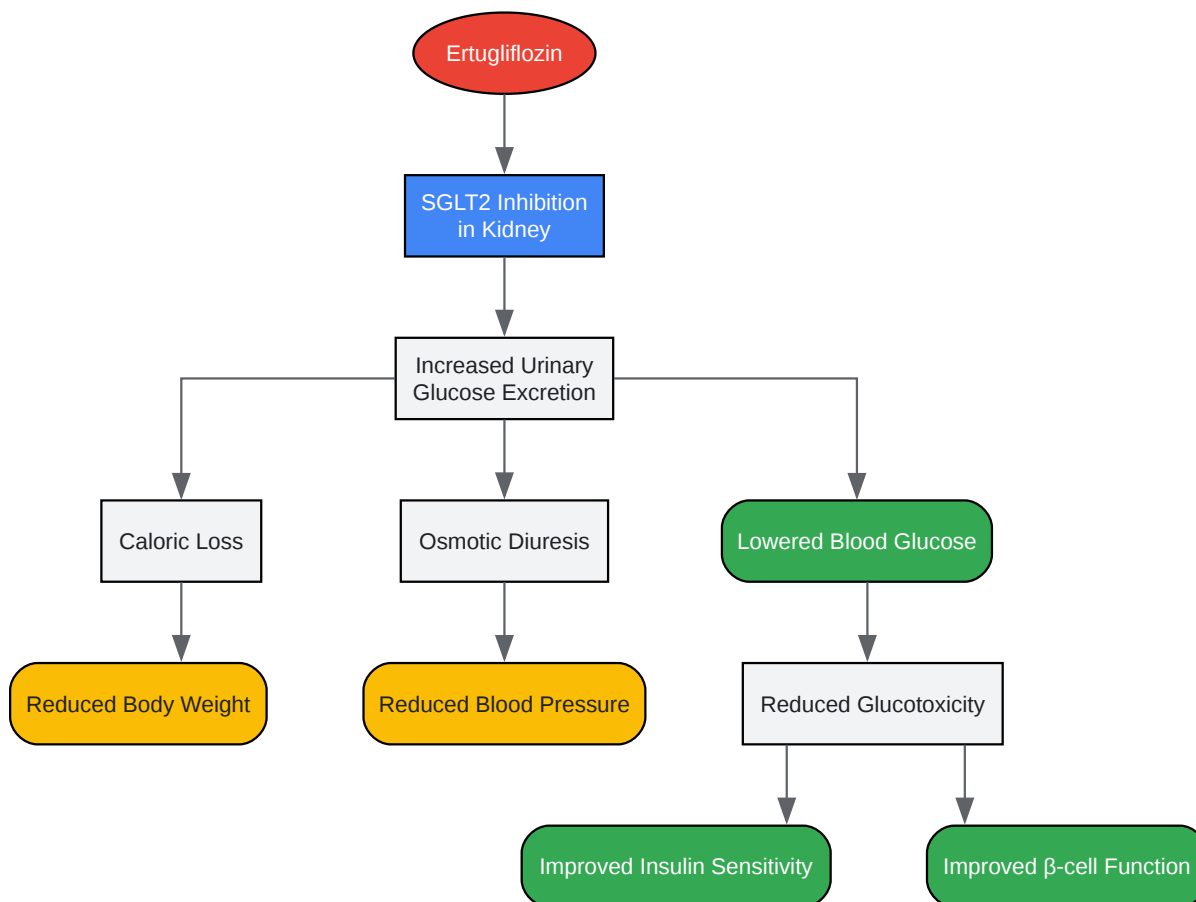 Ertugliflozin
SGLT2 Inhibition
in Kidney
Increased Urinary
Glucose Excretion
Caloric Loss
Osmotic Diuresis
Lowered Blood Glucose
Reduced Body Weight
Reduced Blood Pressure
Reduced Glucotoxicity
Improved Insulin Sensitivity
Improved β-cell Function